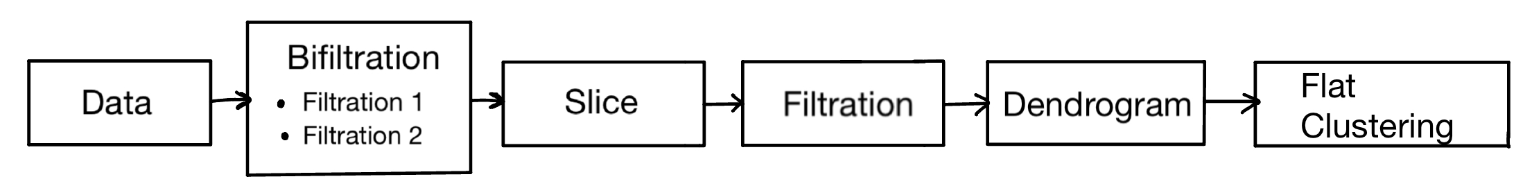 Data
Bifiltration
• Filtration 1
• Filtration 2
Slice
Filtration
Dendrogram
Flat
Clustering